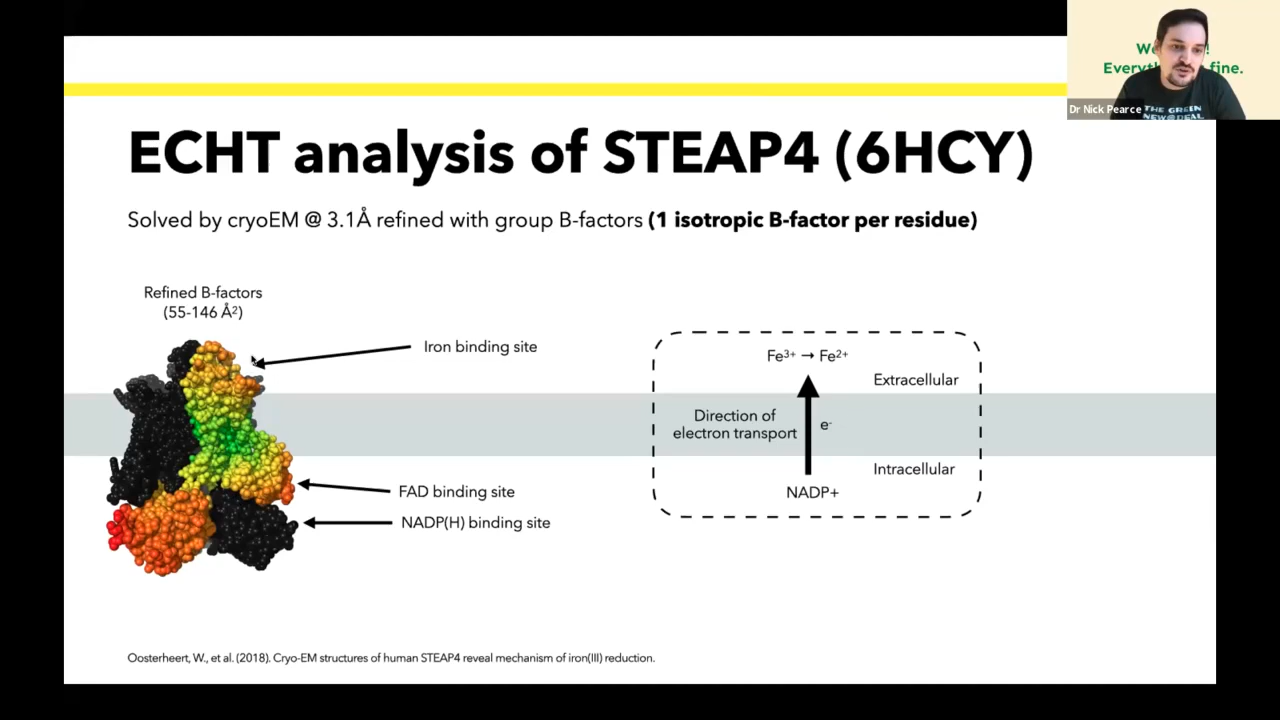 ECHT analysis of STEAP4 (6HCY)
Solved by cryoEM @ 3.1Å refined with group B-factors (1 isotropic B-factor per residue)
Refined B-factors
(55-146 Å²)
Iron binding site
FAD binding site
NADP(H) binding site
Fe³⁺ → Fe²⁺
Extracellular
Direction of
electron transport
e⁻
Intracellular
NADP+
Oosterheert, W., et al. (2018). Cryo-EM structures of human STEAP4 reveal mechanism of iron(III) reduction.
fine.
Dr Nick Pearce
THE GREEN
NEW DEAL